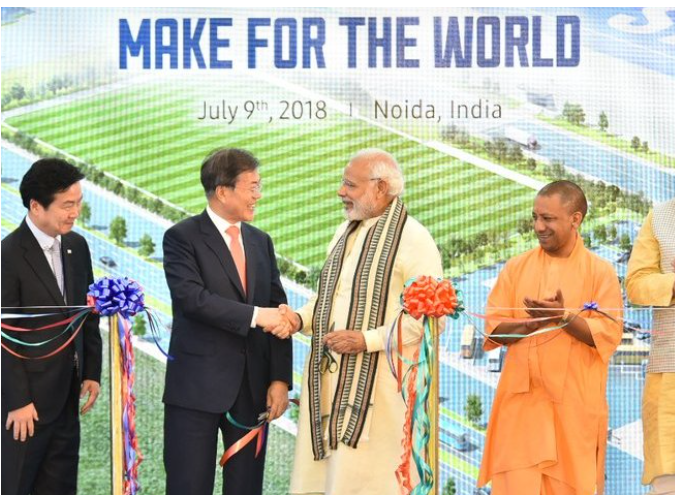 MAKE FOR THE WORLD
July 9th, 2018 | Noida, India